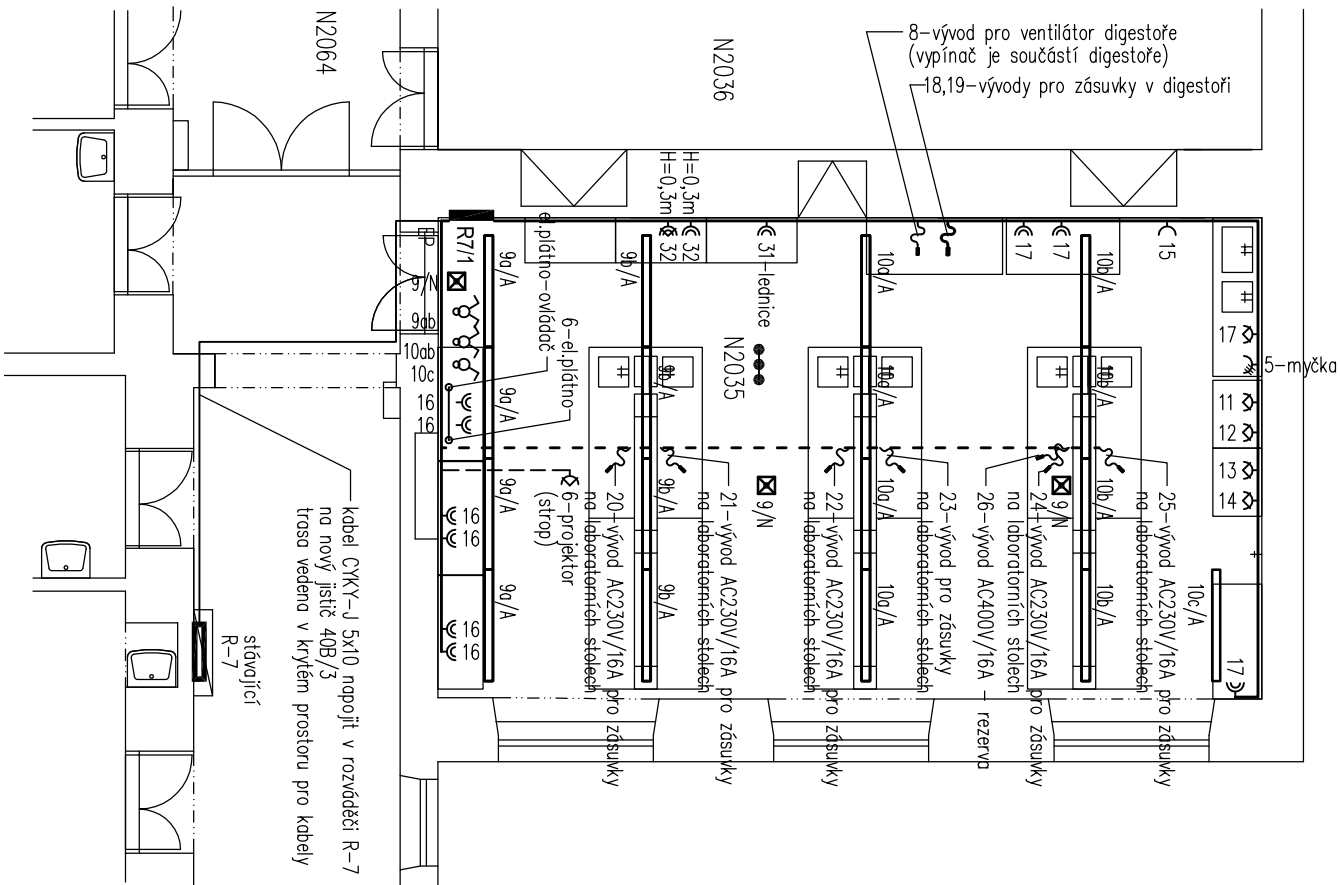 8-vývod pro ventilátor digestoře
(vypínač je součástí digestoře)
18,19-vývody pro zásuvky v digestoři
N2064
N2036
H=0,3m
H=0,3m
32
32
31-lednice
17
17
15
EP
R7/1
9/N
9ab
10ab
10c
16
16
el.plátno-ovládač
6-el.plátno-
9a/A
9b/A
10a/A
10b/A
N2035
9a/A
9b/A
10a/A
10b/A
17
5-myčka
11
12
13
14
9a/A
9b/A
10a/A
10b/A
16
16
6-projektor
(strop)
9/N
9/N
9a/A
9b/A
10a/A
10b/A
10c/A
16
16
17
20-vývod AC230V/16A pro zásuvky
na laboratorních stolech
21-vývod AC230V/16A pro zásuvky
na laboratorních stolech
22-vývod AC230V/16A pro zásuvky
na laboratorních stolech
23-vývod pro zásuvky
na laboratorních stolech
26-vývod AC400V/16A - rezerva
24-vývod AC230V/16A pro zásuvky
na laboratorních stolech
25-vývod AC230V/16A pro zásuvky
na laboratorních stolech
kabel CYKY-J 5x10 napojit v rozváděči R-7
na nový jistič 40B/3
trasa vedena v krytém prostoru pro kabely
stávající
R-7